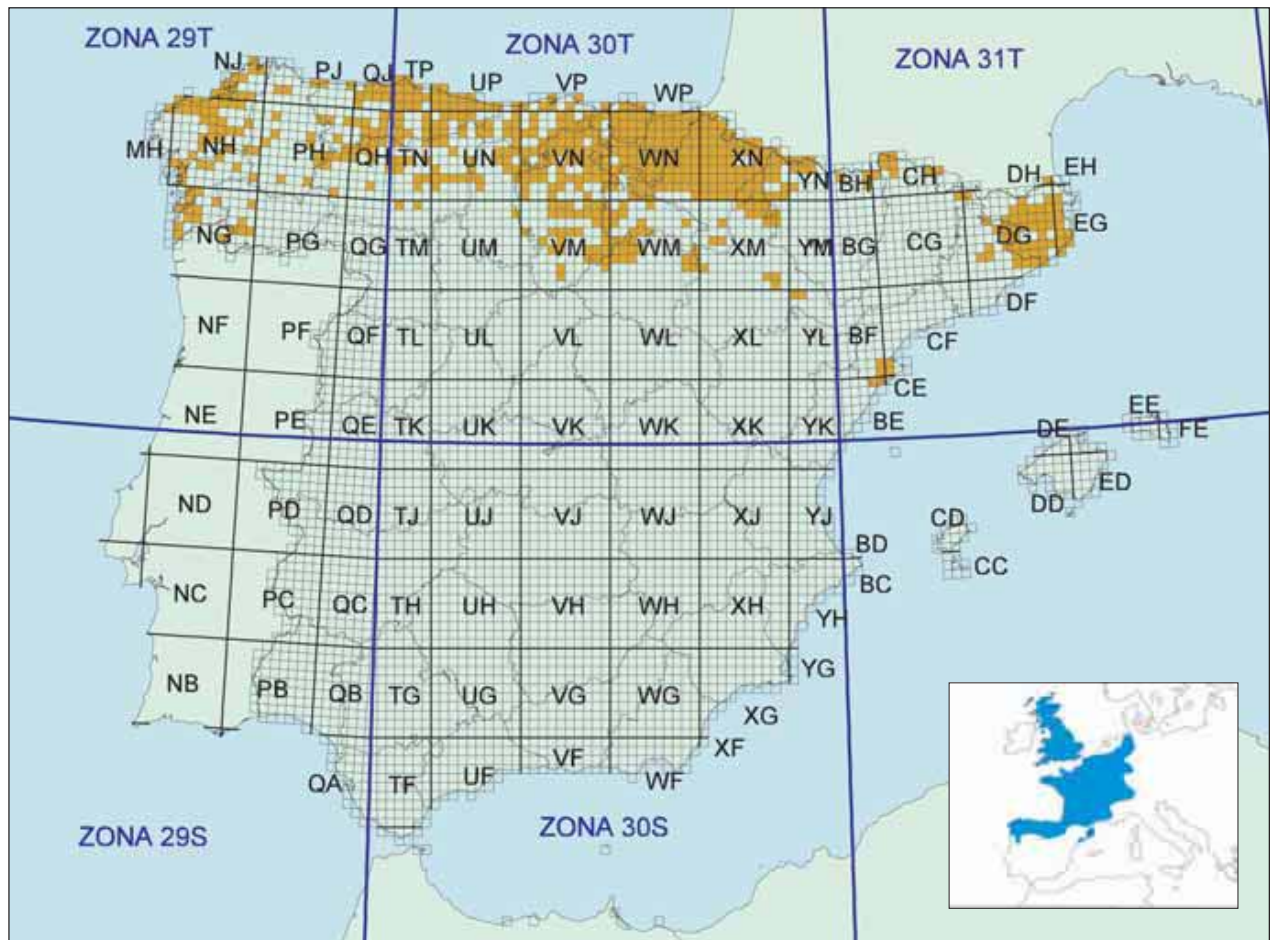 ZONA 29T
ZONA 30T
ZONA 31T
NJ PJ QJ TP UP VP WP
MH NH PH QH TN UN VN WN XN YN BH CH DH EH
NG PG QG TM UM VM WM XM YM BG CG DG EG
NF PF QF TL UL VL WL XL YL BF CF DF
NE PE QE TK UK VK WK XK YK BE CE
DE EE FE
ND PD QD TJ UJ VJ WJ XJ YJ BD CD DD ED
NC PC QC TH UH VH WH XH YH BC CC
NB PB QB TG UG VG WG XG YG
QA TF UF VF WF XF
ZONA 29S
ZONA 30S